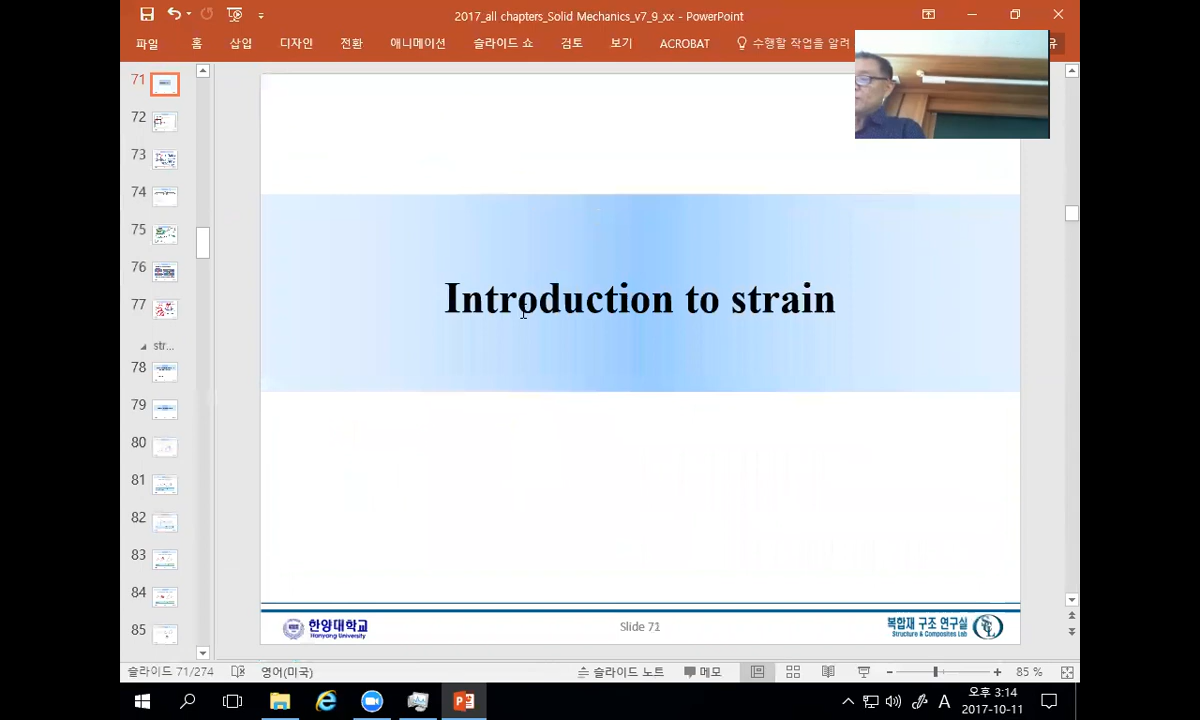 2017_all chapters_Solid Mechanics_v7_9_xx - PowerPoint
파일 홈 삽입 디자인 전환 애니메이션 슬라이드 쇼 검토 보기 ACROBAT 수행할 작업을 알려
유
71
72
73
74
75
76
77
str...
78
79
80
81
82
83
84
85
Introduction to strain
한양대학교
Hanyang University
Slide 71
복합재 구조 연구실
Structure & Composites Lab
슬라이드 71/274 영어(미국) 슬라이드 노트 메모 85 %
A
오후 3:14
2017-10-11